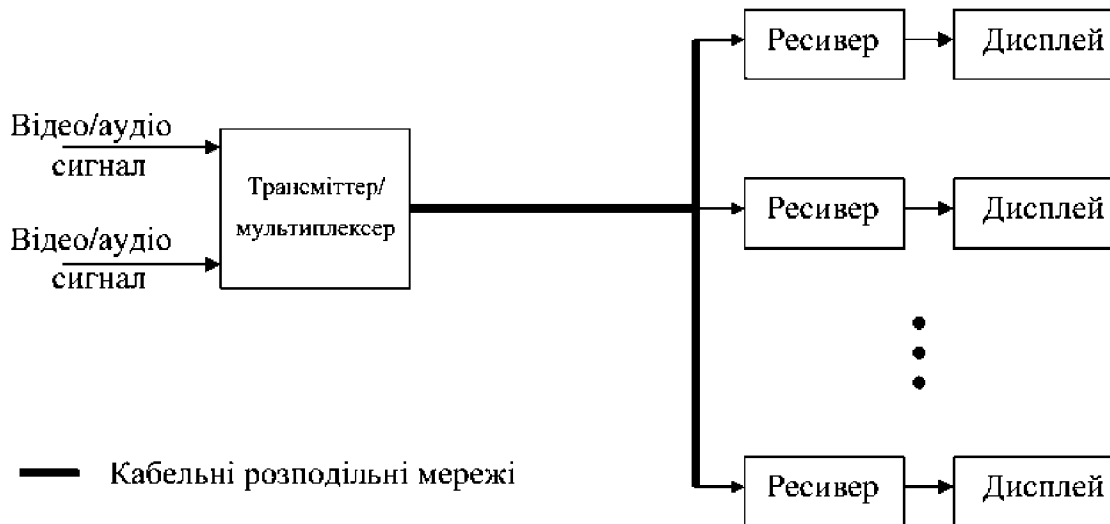 Ресивер
Дисплей
Відео/аудіо
сигнал
Трансміттер/
мультиплексер
Ресивер
Дисплей
Відео/аудіо
сигнал
Кабельні розподільні мережі
Ресивер
Дисплей